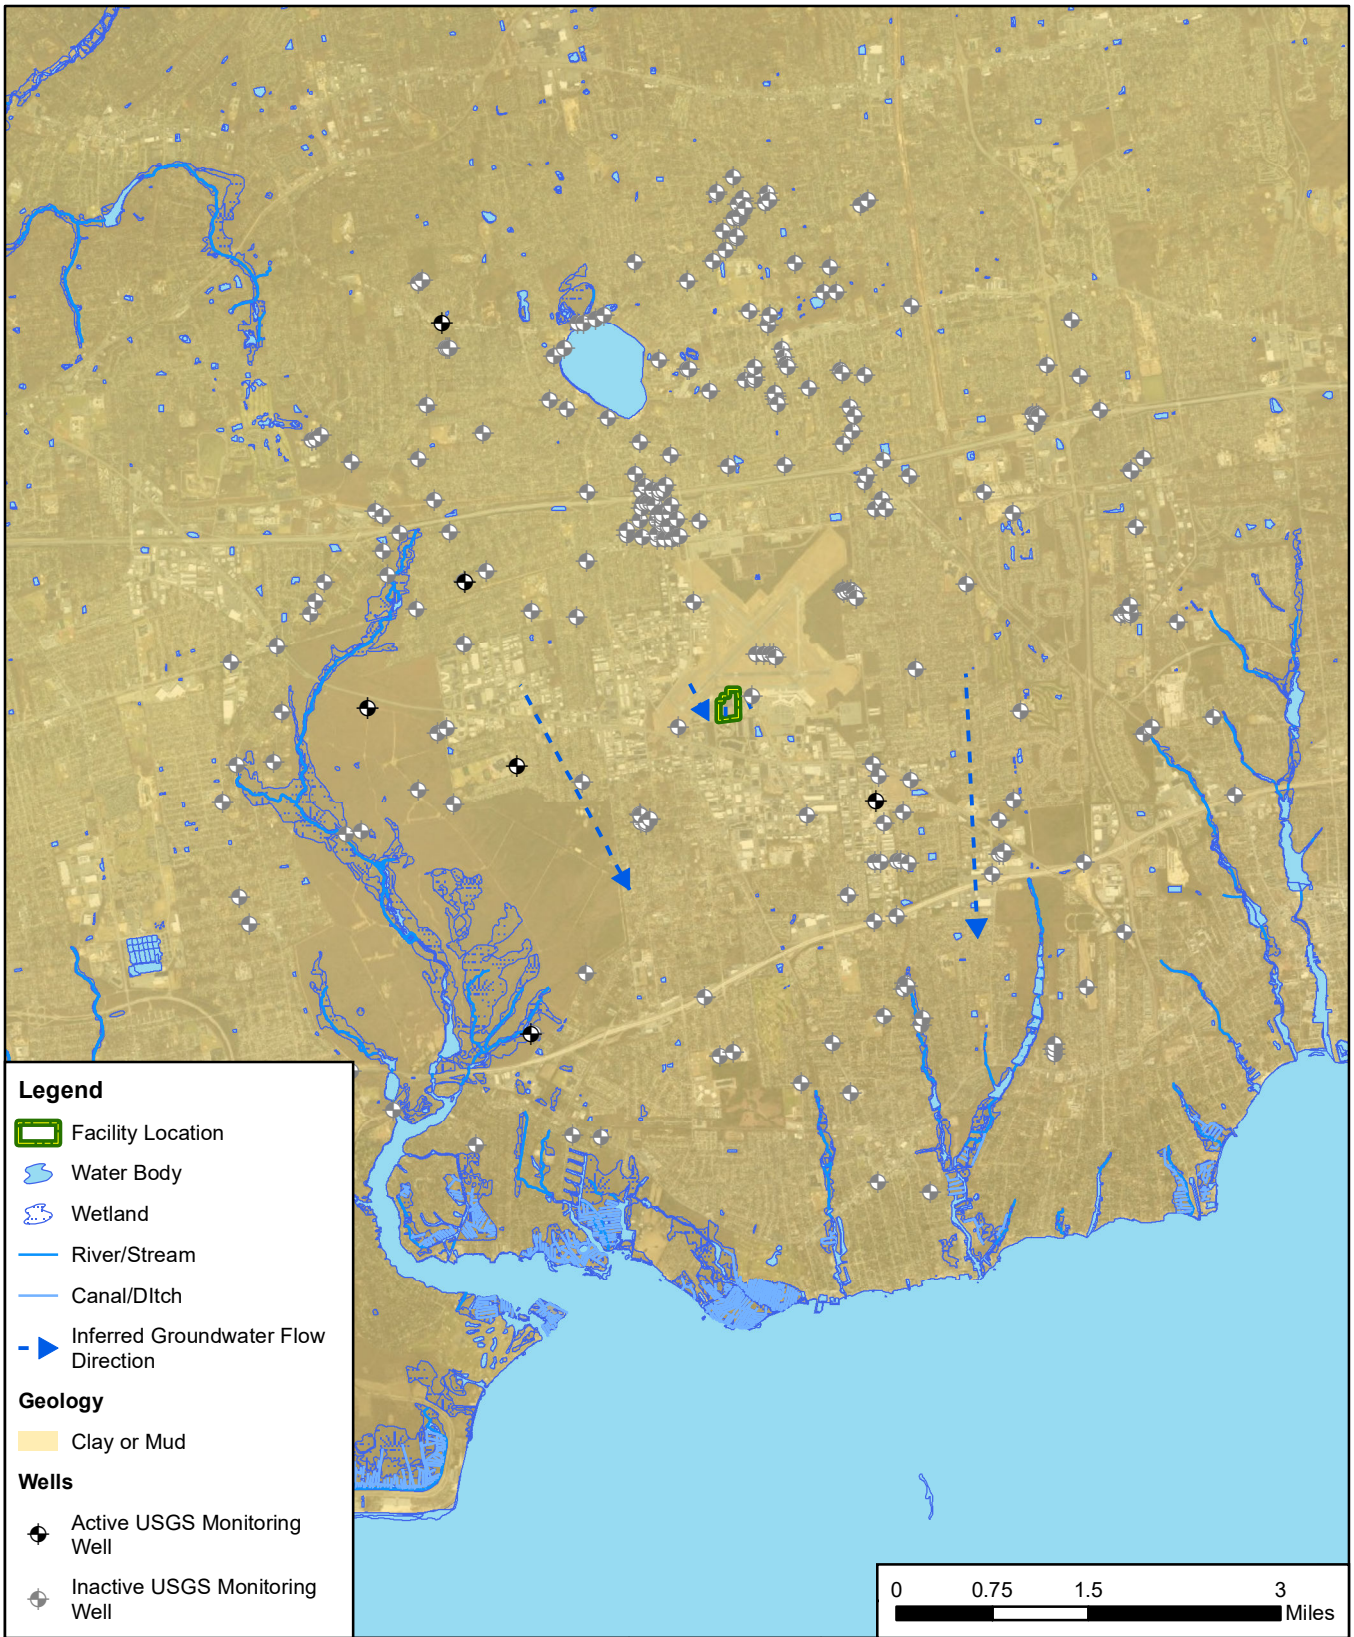 Legend
Facility Location
Water Body
Wetland
River/Stream
Canal/DItch
Inferred Groundwater Flow
Direction
Geology
Clay or Mud
Wells
Active USGS Monitoring
Well
Inactive USGS Monitoring
Well
0 0.75 1.5 3
Miles